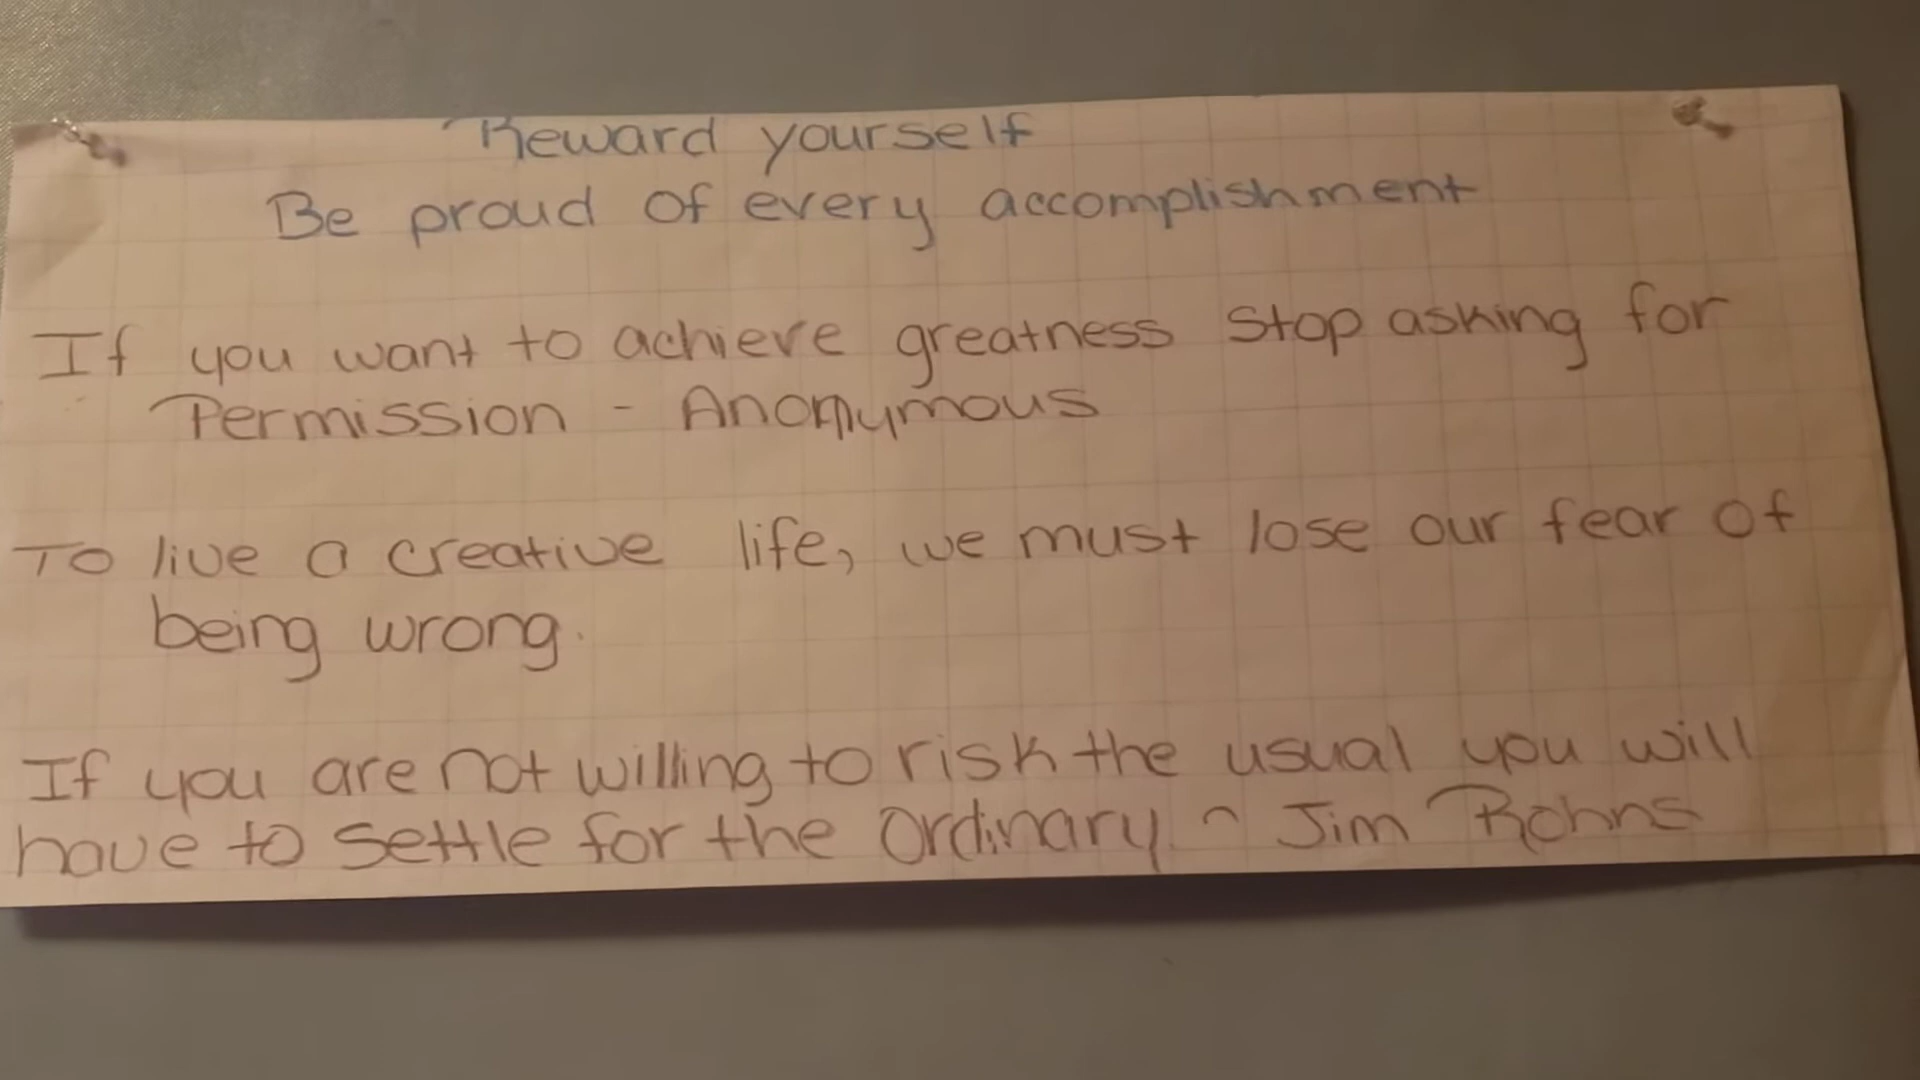 Reward yourself
Be proud of every accomplishment
If you want to achieve greatness stop asking for
Permission - Anonymous
To live a creative life, we must lose our fear of
being wrong.
If you are not willing to risk the usual you will
have to settle for the Ordinary ~ Jim Rohns